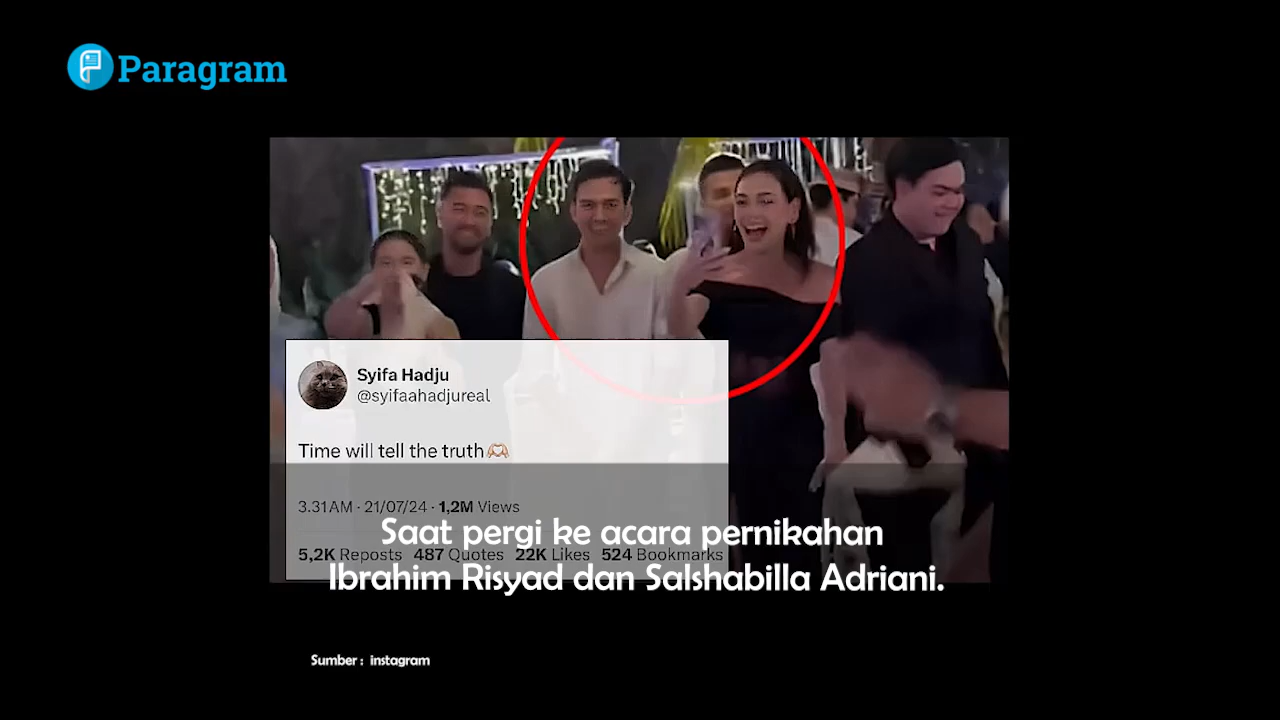 Paragram
Syifa Hadju
@syifaahadjureal
Time will tell the truth🫶🏼
3.31AM · 21/07/24 · 1,2M Views
5,2K Reposts 487 Quotes 22K Likes 524 Bookmarks
Saat pergi ke acara pernikahan
Ibrahim Risyad dan Salshabilla Adriani.
Sumber : instagram